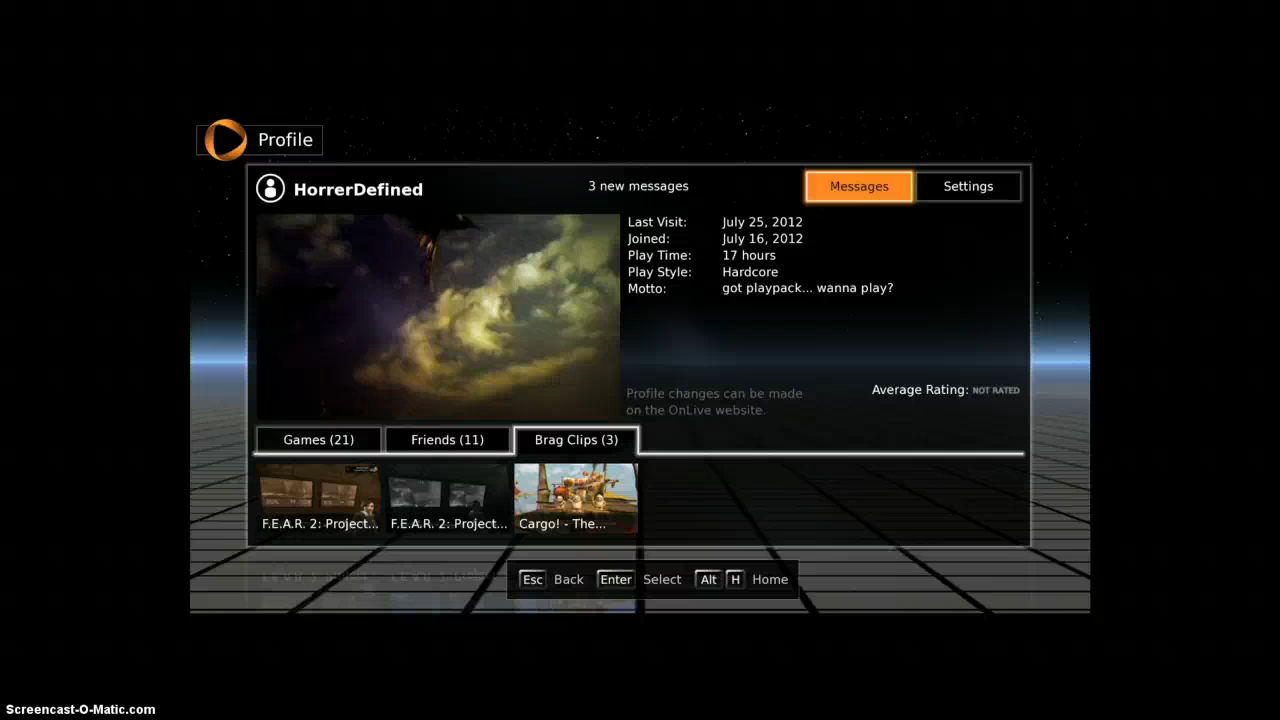 Profile
HorrerDefined
3 new messages
Messages
Settings
Last Visit: July 25, 2012
Joined: July 16, 2012
Play Time: 17 hours
Play Style: Hardcore
Motto: got playpack... wanna play?
Profile changes can be made
on the OnLive website.
Average Rating: NOT RATED
Games (21)
Friends (11)
Brag Clips (3)
F.E.A.R. 2: Project...
F.E.A.R. 2: Project...
Cargo! - The...
Esc Back Enter Select Alt H Home
Screencast-O-Matic.com